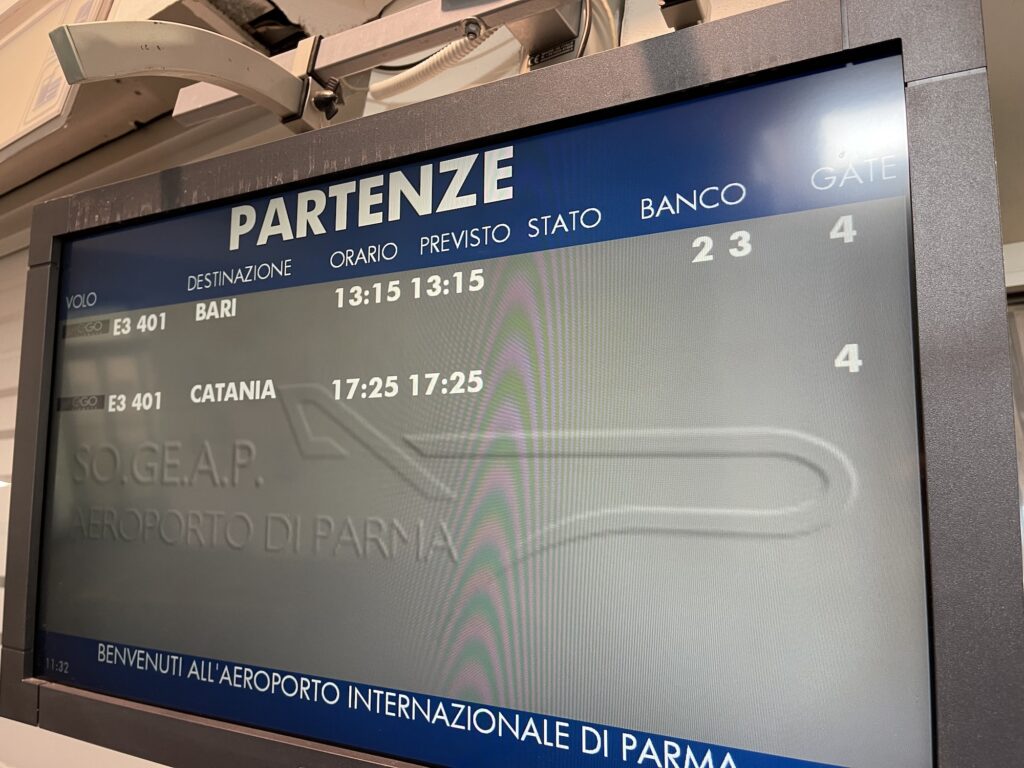 PARTENZE
VOLO DESTINAZIONE ORARIO PREVISTO STATO BANCO GATE
EGO E3 401 BARI 13:15 13:15 2 3 4
EGO E3 401 CATANIA 17:25 17:25 4
SO.GE.A.P.
AEROPORTO DI PARMA
11:32
BENVENUTI ALL'AEROPORTO INTERNAZIONALE DI PARMA